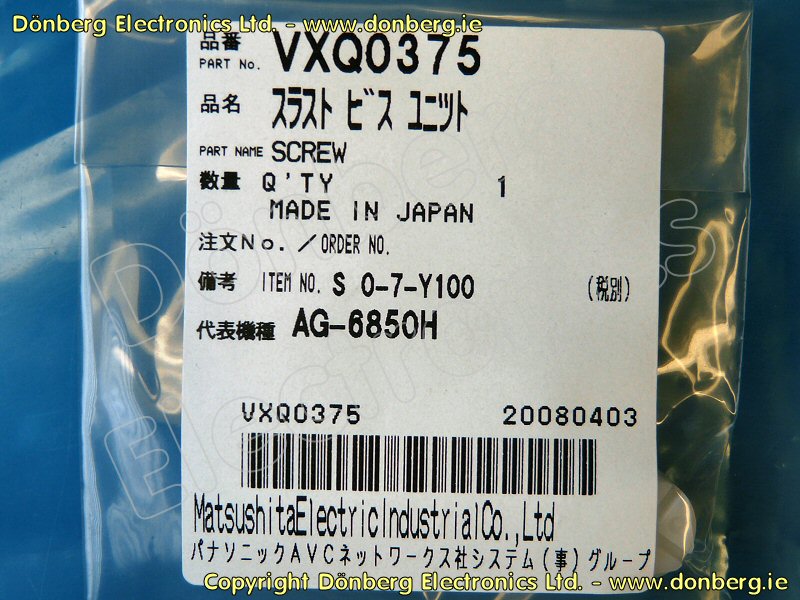 Dönberg Electronics Ltd. - www.donberg.ie
品番 PART No. VXQ0375
品名 スラスト ビス ユニツト
PART NAME SCREW
数量 Q'TY 1
MADE IN JAPAN
注文No./ORDER NO.
備考 ITEM NO. S 0-7-Y100 (税別)
代表機種 AG-6850H
VXQ0375 20080403
MatsushitaElectricIndustrialCo.,Ltd
パナソニックAVCネットワークス社システム(事)グループ
Copyright Dönberg Electronics Ltd. - www.donberg.ie
Dönberg Electronics